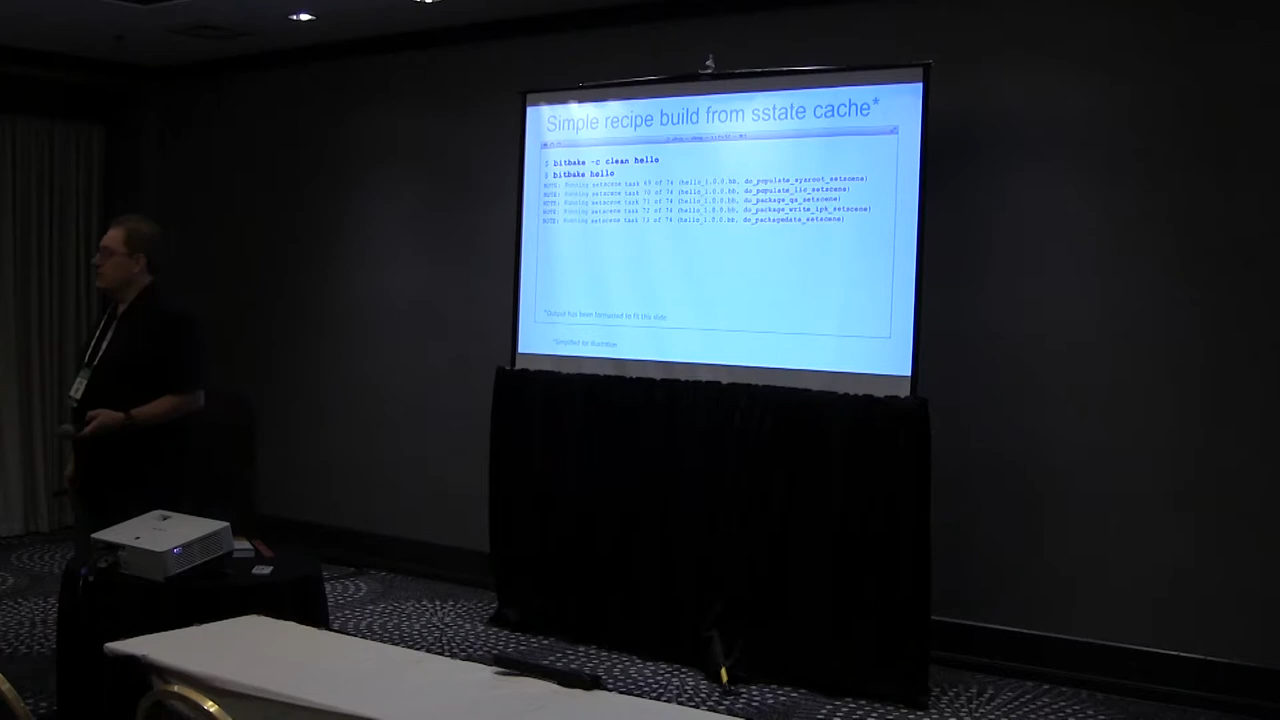 Simple recipe build from sstate cache*
$ bitbake -c clean hello
$ bitbake hello
NOTE: Running setscene task 69 of 74 (hello_1.0.0.bb, do_populate_sysroot_setscene)
NOTE: Running setscene task 70 of 74 (hello_1.0.0.bb, do_populate_lic_setscene)
NOTE: Running setscene task 71 of 74 (hello_1.0.0.bb, do_package_qa_setscene)
NOTE: Running setscene task 72 of 74 (hello_1.0.0.bb, do_package_write_ipk_setscene)
NOTE: Running setscene task 73 of 74 (hello_1.0.0.bb, do_packagedata_setscene)
*Output has been formatted to fit this slide.
*Simplified for illustration